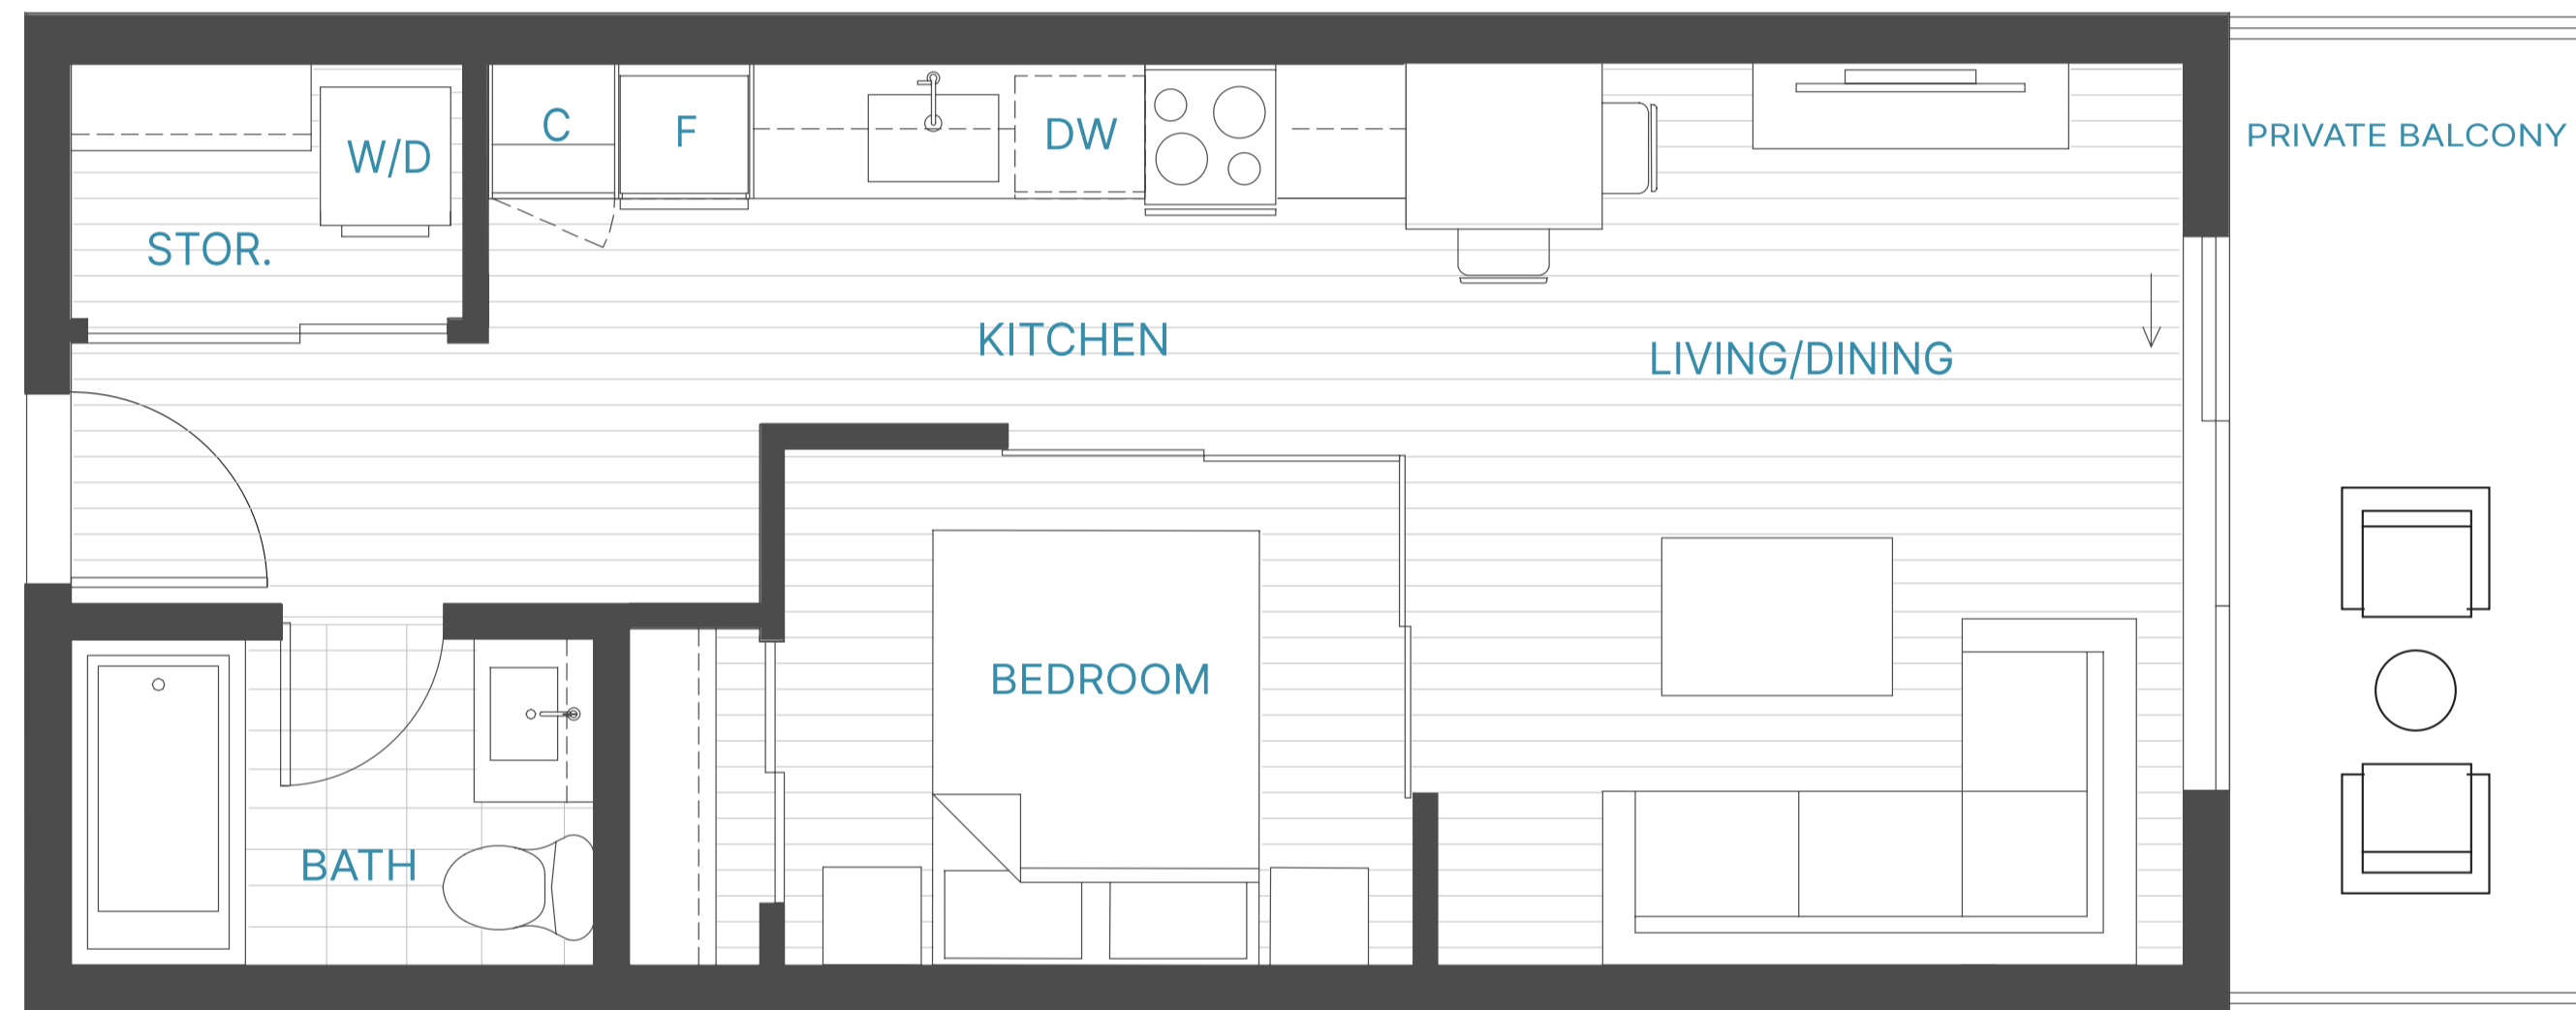 C
F
DW
W/D
PRIVATE BALCONY
STOR.
KITCHEN
LIVING/DINING
BEDROOM
BATH